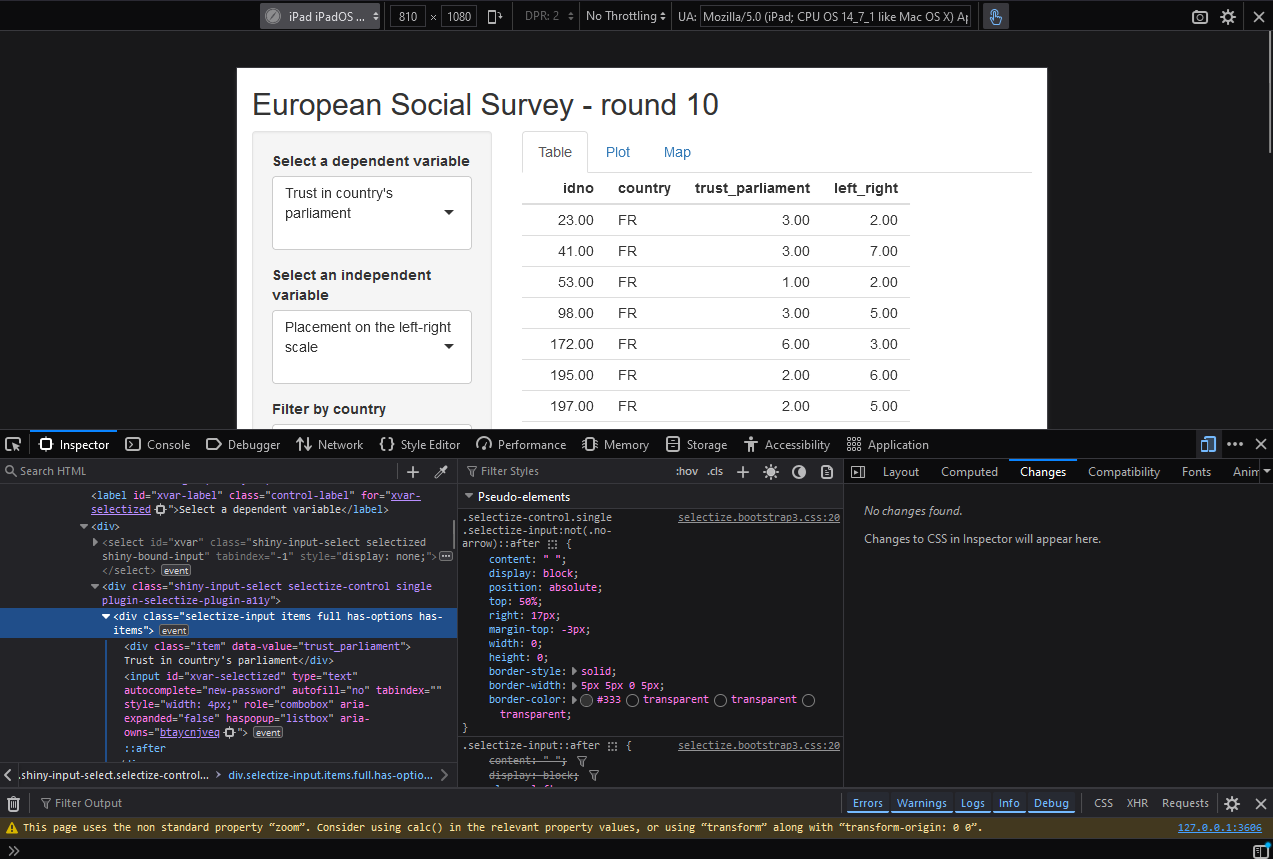 iPad iPadOS ... 810 × 1080 DPR: 2 No Throttling UA: Mozilla/5.0 (iPad; CPU OS 14_7_1 like Mac OS X) Ap
European Social Survey - round 10
Select a dependent variable
Trust in country's
parliament
Select an independent
variable
Placement on the left-right
scale
Filter by country
Table Plot Map
idno country trust_parliament left_right
23.00 FR 3.00 2.00
41.00 FR 3.00 7.00
53.00 FR 1.00 2.00
98.00 FR 3.00 5.00
172.00 FR 6.00 3.00
195.00 FR 2.00 6.00
197.00 FR 2.00 5.00
Inspector Console Debugger Network Style Editor Performance Memory Storage Accessibility Application
Search HTML
<label id="xvar-label" class="control-label" for="xvar-
selectized">Select a dependent variable</label>
<div>
<select id="xvar" class="shiny-input-select selectized
shiny-bound-input" tabindex="-1" style="display: none;">
</select> event
<div class="shiny-input-select selectize-control single
plugin-selectize-plugin-a11y">
<div class="selectize-input items full has-options has-
items"> event
<div class="item" data-value="trust_parliament">
Trust in country's parliament</div>
<input id="xvar-selectized" type="text"
autocomplete="new-password" autofill="no" tabindex=""
style="width: 4px;" role="combobox" aria-
expanded="false" haspopup="listbox" aria-
owns="btaycnjveq"> event
::after
.shiny-input-select.selectize-control... div.selectize-input.items.full.has-optio...
Filter Styles :hov .cls
Pseudo-elements
.selectize-control.single selectize.bootstrap3.css:20
.selectize-input:not(.no-
arrow)::after {
content: " ";
display: block;
position: absolute;
top: 50%;
right: 17px;
margin-top: -3px;
width: 0;
height: 0;
border-style: solid;
border-width: 5px 5px 0 5px;
border-color: #333 transparent transparent
transparent;
}
.selectize-input::after { selectize.bootstrap3.css:20
content: " ";
display: block;
Layout Computed Changes Compatibility Fonts Anim
No changes found.
Changes to CSS in Inspector will appear here.
Filter Output Errors Warnings Logs Info Debug CSS XHR Requests
This page uses the non standard property “zoom”. Consider using calc() in the relevant property values, or using “transform” along with “transform-origin: 0 0”. 127.0.0.1:3606